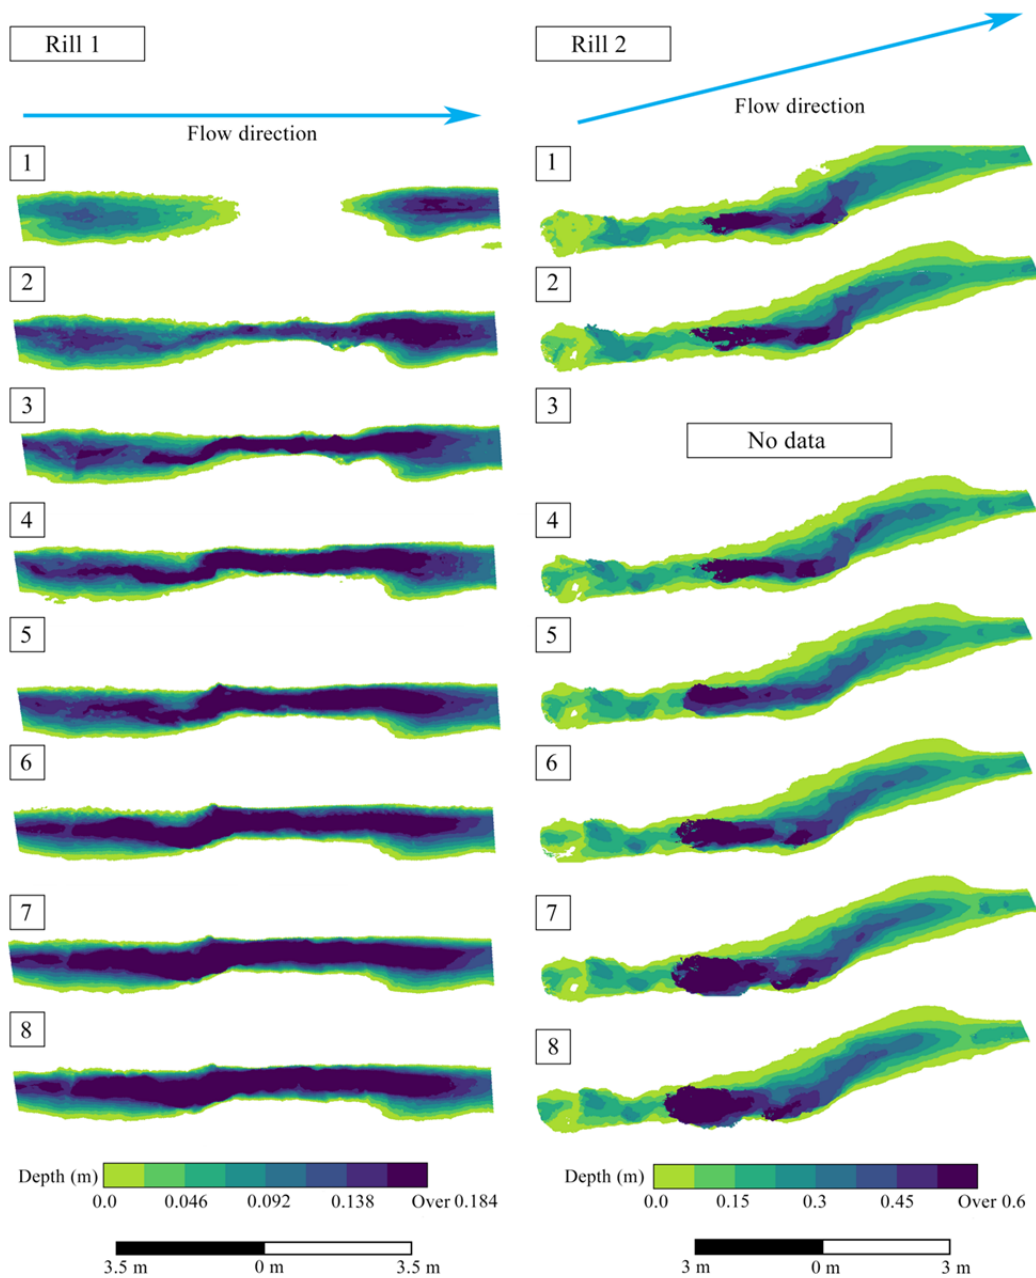 Rill 1
Flow direction
1
2
3
4
5
6
7
8
Depth (m)
0.0 0.046 0.092 0.138 Over 0.184
3.5 m 0 m 3.5 m
Rill 2
Flow direction
1
2
3
No data
4
5
6
7
8
Depth (m)
0.0 0.15 0.3 0.45 Over 0.6
3 m 0 m 3 m